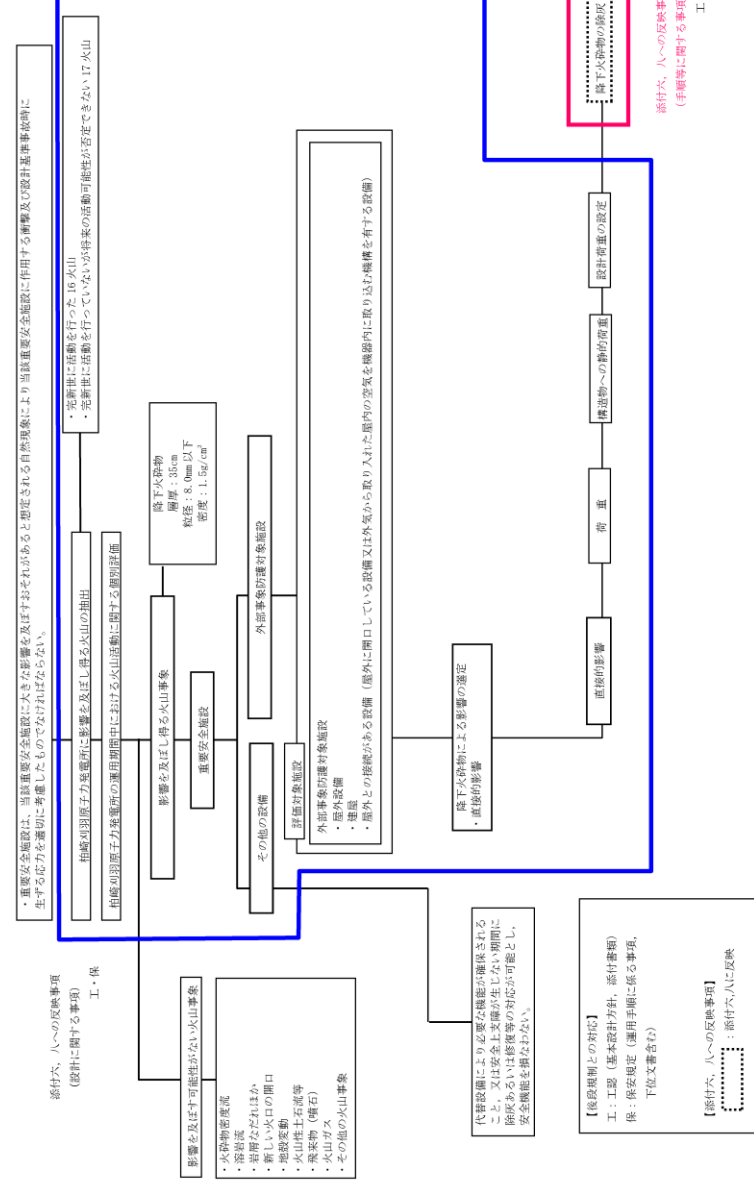 ・重要安全施設は、当該重要安全施設に大きな影響を及ぼすおそれがあると想定される自然現象により当該重要安全施設に作用する衝撃及び設計基準事故時に
生ずる応力を適切に考慮したものでなければならない。
添付六、八への反映事項
(設計に関する事項)
工・保
柏崎刈羽原子力発電所に影響を及ぼし得る火山の抽出
・完新世に活動を行った 16 火山
・完新世に活動を行っていないが将来の活動可能性が否定できない 17 火山
柏崎刈羽原子力発電所の運用期間中における火山活動に関する個別評価
影響を及ぼす可能性がない火山事象
・火砕物密度流
・溶岩流
・岩屑なだれほか
・新しい火口の開口
・地殻変動
・火山性土石流等
・飛来物(噴石)
・火山ガス
・その他の火山事象
影響を及ぼし得る火山事象
降下火砕物
層厚:35cm
粒径:8.0mm 以下
密度:1.5g/cm³
重要安全施設
その他の設備
外部事象防護対象施設
評価対象施設
外部事象防護対象施設
・屋外設備
・建屋
・屋外との接続がある設備(屋外に開口している設備又は外気から取り入れた屋内の空気を機器内に取り込む機構を有する設備)
代替設備により必要な機能が確保される
こと、又は安全上支障が生じない期間に
除灰あるいは修復等の対応が可能とし、
安全機能を損なわない。
降下火砕物による影響の選定
・直接的影響
直接的影響
荷重
構造物への静的荷重
設計荷重の設定
降下火砕物の除灰
添付六、八への反映事
(手順等に関する事項
工
【後段規制との対応】
工:工認(基本設計方針、添付書類)
保:保安規定(運用手順に係る事項、
下位文書含む)
【添付六、八への反映事項】
:添付六,八に反映